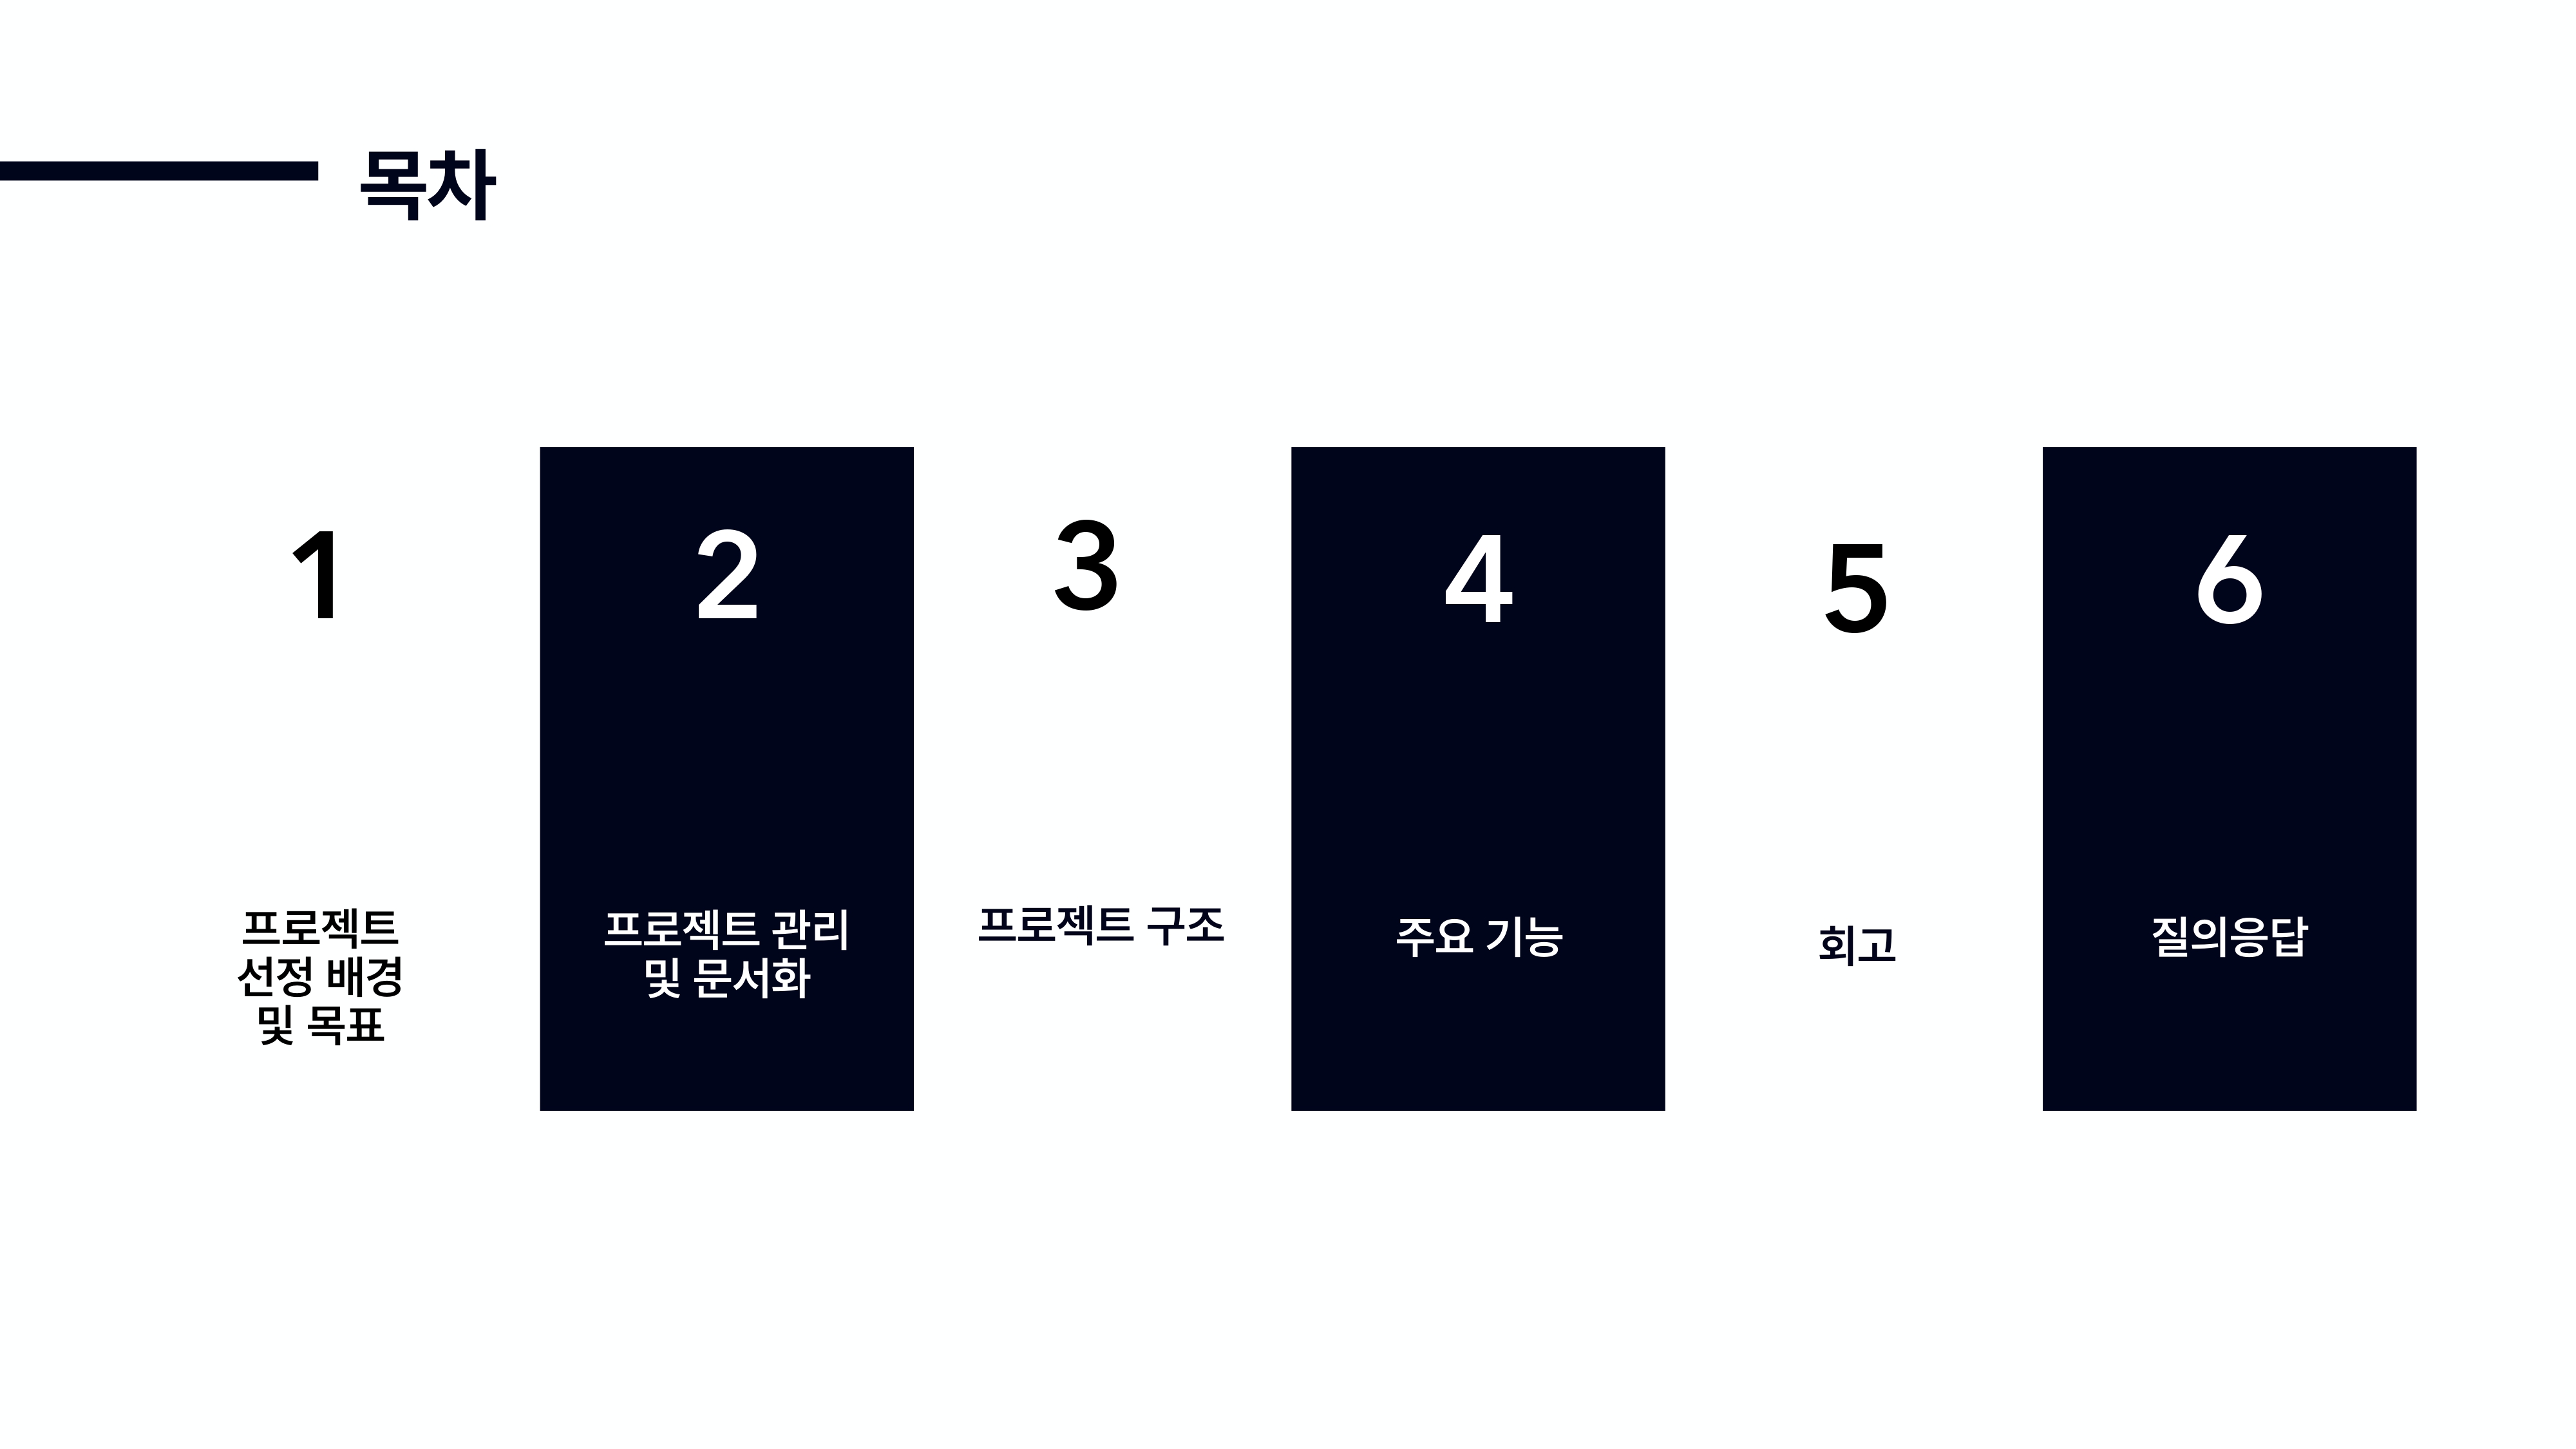 목차
1
프로젝트
선정 배경
및 목표
2
프로젝트 관리
및 문서화
3
프로젝트 구조
4
주요 기능
5
회고
6
질의응답